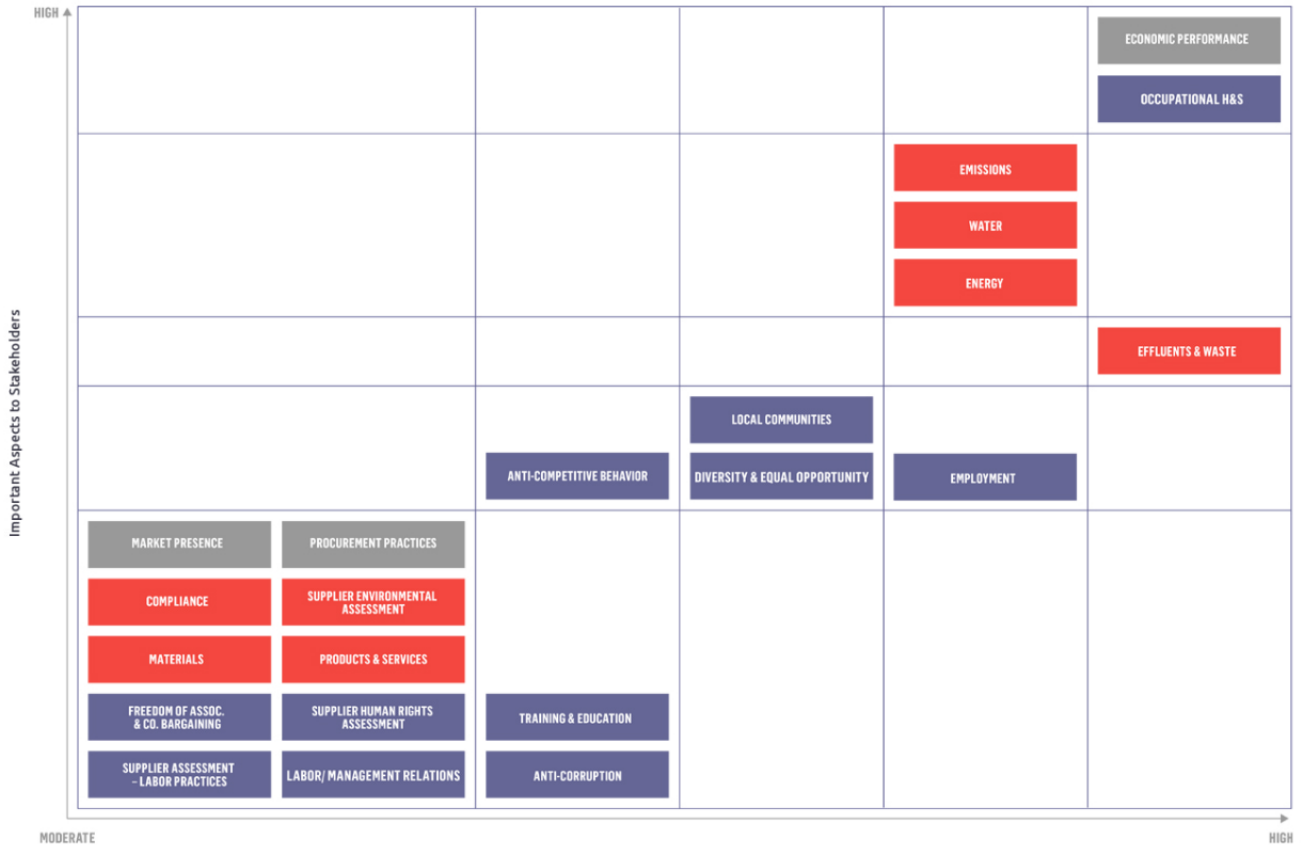 HIGH
ECONOMIC PERFORMANCE
OCCUPATIONAL H&S
EMISSIONS
WATER
ENERGY
EFFLUENTS & WASTE
Important Aspects to Stakeholders
LOCAL COMMUNITIES
ANTI-COMPETITIVE BEHAVIOR
DIVERSITY & EQUAL OPPORTUNITY
EMPLOYMENT
MARKET PRESENCE
PROCUREMENT PRACTICES
COMPLIANCE
SUPPLIER ENVIRONMENTAL
ASSESSMENT
MATERIALS
PRODUCTS & SERVICES
FREEDOM OF ASSOC.
& CO. BARGAINING
SUPPLIER HUMAN RIGHTS
ASSESSMENT
TRAINING & EDUCATION
SUPPLIER ASSESSMENT
– LABOR PRACTICES
LABOR/ MANAGEMENT RELATIONS
ANTI-CORRUPTION
MODERATE
HIGH